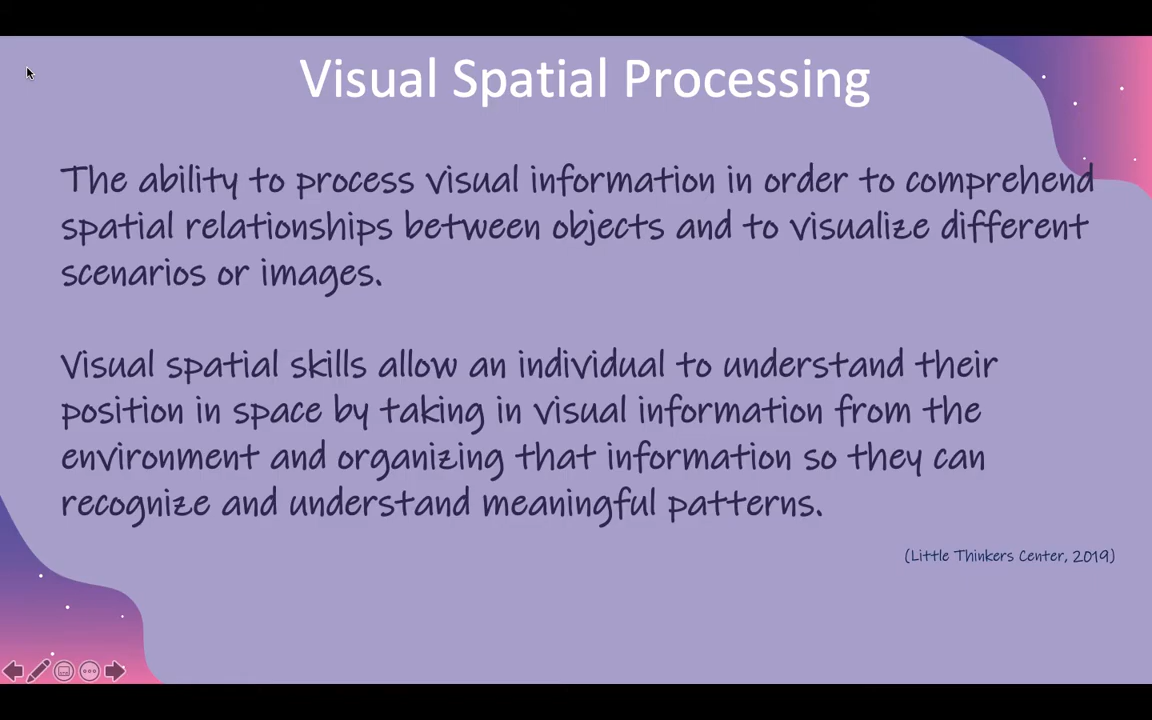 Visual Spatial Processing
The ability to process visual information in order to comprehend
spatial relationships between objects and to visualize different
scenarios or images.
Visual spatial skills allow an individual to understand their
position in space by taking in visual information from the
environment and organizing that information so they can
recognize and understand meaningful patterns.
(Little Thinkers Center, 2019)